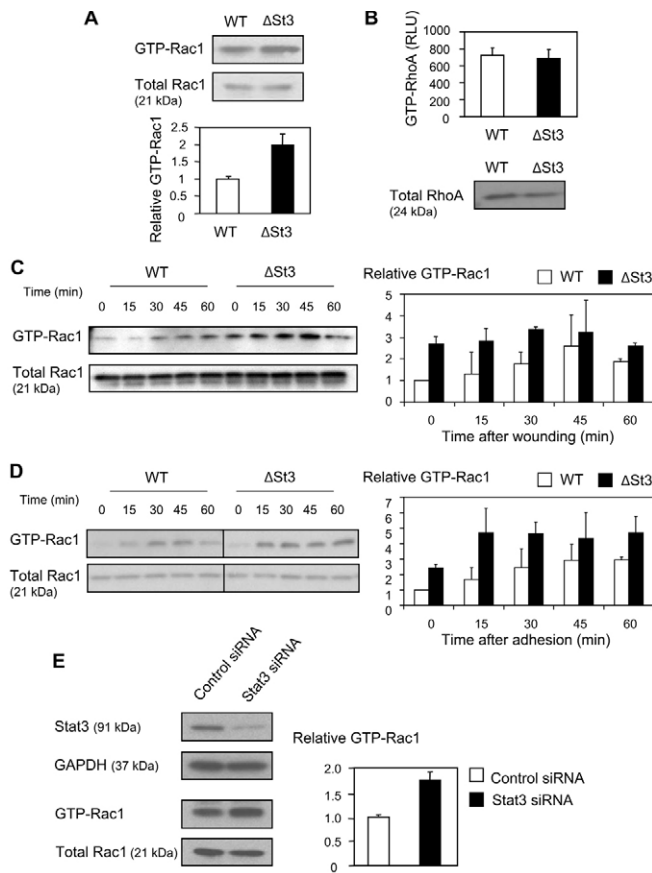 A
WT ΔSt3
GTP-Rac1
Total Rac1
(21 kDa)
Relative GTP-Rac1
2.5
2
1.5
1
0.5
0
WT ΔSt3
B
GTP-RhoA (RLU)
1000
800
600
400
200
0
WT ΔSt3
WT ΔSt3
Total RhoA
(24 kDa)
C
WT ΔSt3
Time (min)
0 15 30 45 60 0 15 30 45 60
GTP-Rac1
Total Rac1
(21 kDa)
Relative GTP-Rac1
WT ΔSt3
5
4
3
2
1
0
0 15 30 45 60
Time after wounding (min)
D
WT ΔSt3
Time (min)
0 15 30 45 60 0 15 30 45 60
GTP-Rac1
Total Rac1
(21 kDa)
Relative GTP-Rac1
WT ΔSt3
7
6
5
4
3
2
1
0
0 15 30 45 60
Time after adhesion (min)
E
Control siRNA
Stat3 siRNA
Stat3 (91 kDa)
GAPDH (37 kDa)
GTP-Rac1
Total Rac1 (21 kDa)
Relative GTP-Rac1
2.0
1.5
1.0
0.5
0
Control siRNA
Stat3 siRNA